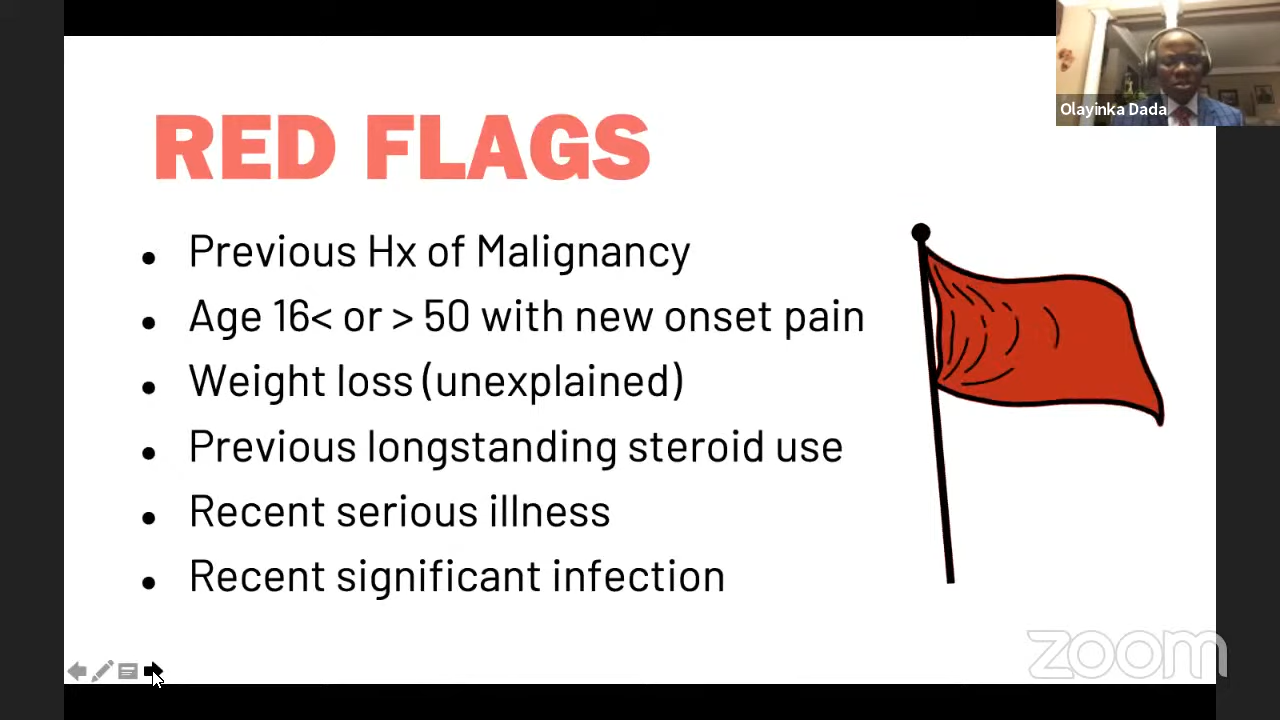 RED FLAGS
Olayinka Dada
• Previous Hx of Malignancy
• Age 16< or > 50 with new onset pain
• Weight loss (unexplained)
• Previous longstanding steroid use
• Recent serious illness
• Recent significant infection
zoom